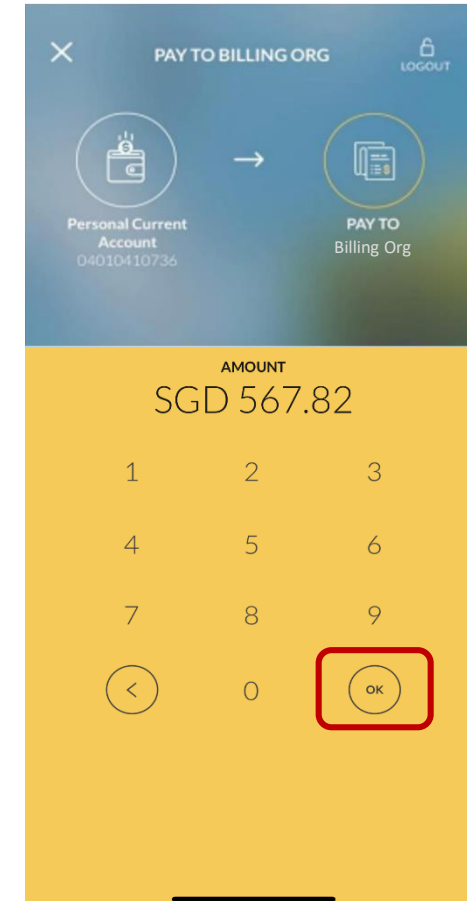 PAY TO BILLING ORG
LOGOUT
Personal Current
Account
04010410736
PAY TO
Billing Org
AMOUNT
SGD 567.82
1 2 3
4 5 6
7 8 9
< 0 OK